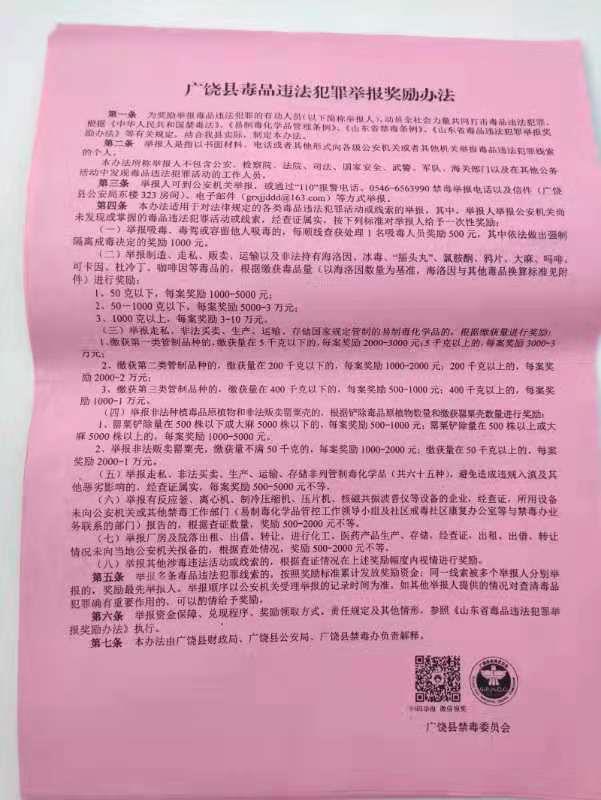 广饶县毒品违法犯罪举报奖励办法
第一条 为奖励举报毒品违法犯罪的有功人员(以下简称举报人),动员全社会力量共同打击毒品违法犯罪,
根据《中华人民共和国禁毒法》、《易制毒化学品管理条例》、《山东省禁毒条例》、《山东省毒品违法犯罪举报奖
励办法》等有关规定,结合我县实际,制定本办法。
第二条 举报人是指以书面材料、电话或者其他形式向各级公安机关或者其他机关举报毒品违法犯罪线索
的个人。
本办法所称举报人不包含公安、检察院、法院、司法、国家安全、武警、军队、海关部门以及在其他公务
活动中发现毒品违法活动的工作人员。
第三条 举报人可到公安机关举报,或通过“110”报警电话、0546-6563990 禁毒举报电话以及信件(广饶
县公安局东楼 323 房间)、电子邮件(grxjjddd@163.com)等方式举报。
第四条 本办法适用于对法律规定的各类毒品违法犯罪活动或线索的举报。其中,举报人举报公安机关尚
未发现或掌握的毒品违法犯罪活动或线索,经查证属实,按下列标准对举报人给予一次性奖励:
(一)举报吸毒、毒驾或容留他人吸毒的,每顺线查获处理 1 名吸毒人员奖励 500 元,其中依法做出强制
隔离戒毒决定的奖励 1000 元。
(二)举报制造、走私、贩卖、运输以及非法持有海洛因、冰毒、“摇头丸”、氯胺酮、鸦片、大麻、吗啡、
可卡因、杜冷丁、咖啡因等毒品的,根据缴获毒品量(以海洛因数量为基准,海洛因与其他毒品换算标准见附
件)进行奖励:
1、50 克以下,每案奖励 1000-5000 元;
2、50－1000 克以下,每案奖励 5000-3 万元;
3、1000 克以上,每案奖励 3-10 万元。
(三)举报走私、非法买卖、生产、运输、存储国家规定管制的易制毒化学品的,根据缴获量进行奖励:
1、缴获第一类管制品种的,缴获量在 5 千克以下的,每案奖励 2000-3000 元;5 千克以上的,每案奖励 3000-3
万元;
2、缴获第二类管制品种的,缴获量在 200 千克以下的,每案奖励 1000-2000 元;200 千克以上的,每案奖
励 2000-2 万元;
3、缴获第三类管制品种的,缴获量在 400 千克以下的,每案奖励 500-1000 元;400 千克以上的,每案奖
励 1000-1 万元。
(四)举报非法种植毒品原植物和非法贩卖罂粟壳的,根据铲除毒品原植物数量和缴获罂粟壳数量进行奖励:
1、罂粟铲除量在 500 株以下或大麻 5000 株以下的,每案奖励 500-1000 元;罂粟铲除量在 500 株以上或大
麻 5000 株以上的,每案奖励 1000-5000 元。
2、举报非法贩卖罂粟壳,缴获量不满 50 千克的,每案奖励 1000-2000 元;缴获量在 50 千克以上的,每案
奖励 2000-1 万元。
(五)举报走私、非法买卖、生产、运输、存储非列管制毒化学品(共六十五种),避免造成违规入滇及其
他恶劣影响的,经查证属实,每案奖励 500-5000 元不等。
(六)举报有反应釜、离心机、制冷压缩机、压片机、核磁共振波普仪等设备的企业,经查证,所用设备
未向公安机关或其他禁毒工作部门(易制毒化学品管控工作领导小组及社区戒毒社区康复办公室等与禁毒办业
务联系的部门)报告的,根据查证数量,奖励 500-2000 元不等。
(七)举报厂房及院落出租、出借、转让,进行化工、医药产品生产、存储,经查证,出租、出借、转让
情况未向当地公安机关报备的,根据查处情况,奖励 500-2000 元不等。
(八)举报其他涉毒违法活动或线索的,根据查证情况在上述奖励幅度内视情进行奖励。
第五条 举报多条毒品违法犯罪线索的,按照奖励标准累计发放奖励资金;同一线索被多个举报人分别举
报的,奖励最先举报人,举报顺序以公安机关受理举报的记录时间为准,如其他举报人提供的情况对查清毒品
犯罪确有重要作用的,可以酌情给予奖励。
第六条 举报资金保障、兑现程序、奖励领取方式、责任规定及其他情形,参照《山东省毒品违法犯罪举
报奖励办法》执行。
第七条 本办法由广饶县财政局、广饶县公安局、广饶县禁毒办负责解释。
扫码举报 微信领奖
广饶县禁毒委员会